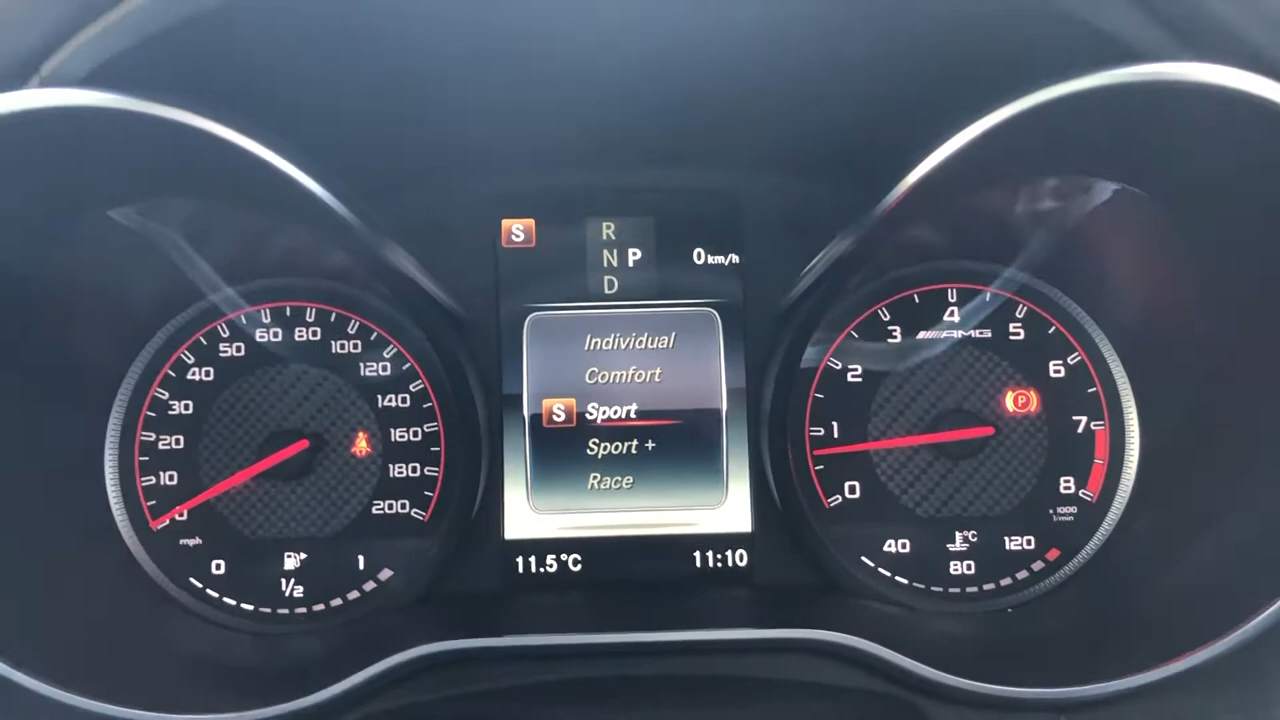 S
R
N P
D
0 km/h
Individual
Comfort
S Sport
Sport +
Race
11.5°C
11:10
0
10
20
30
40
50
60
80
100
120
140
160
180
200
mph
0
1/2
1
0
1
2
3
4
5
6
7
8
AMG
P
x 1000
1/min
40
80
°C
120